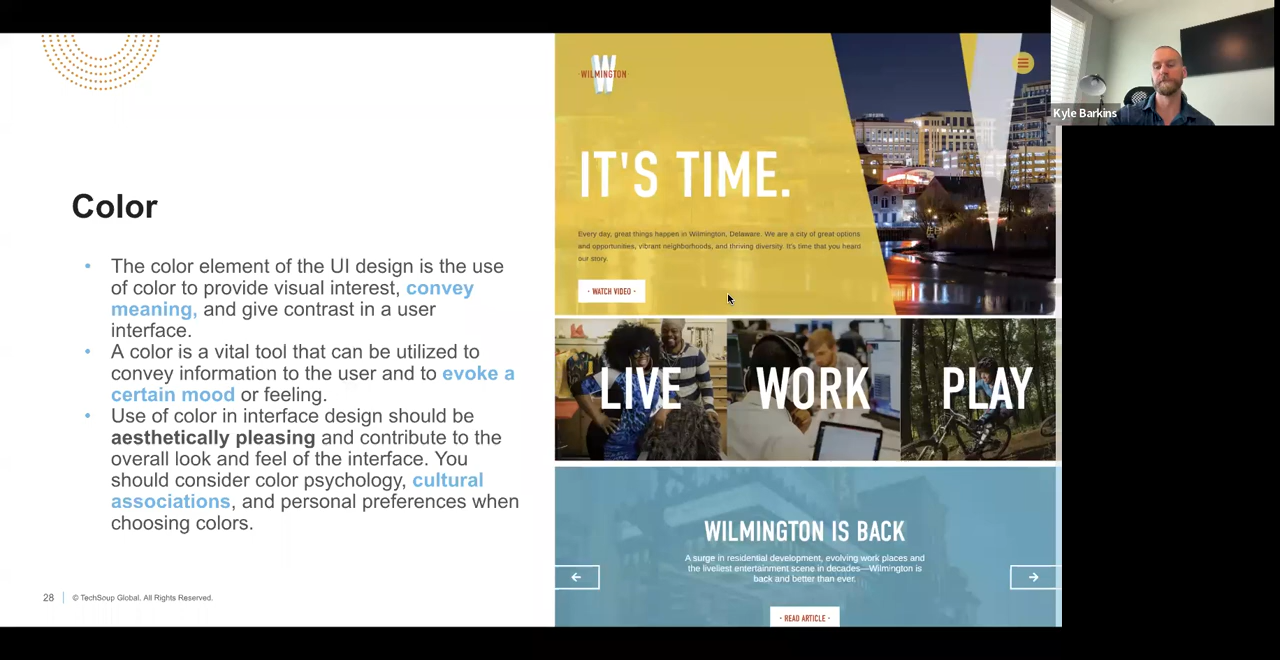 Color
• The color element of the UI design is the use
of color to provide visual interest, convey
meaning, and give contrast in a user
interface.
• A color is a vital tool that can be utilized to
convey information to the user and to evoke a
certain mood or feeling.
• Use of color in interface design should be
aesthetically pleasing and contribute to the
overall look and feel of the interface. You
should consider color psychology, cultural
associations, and personal preferences when
choosing colors.
28
© TechSoup Global. All Rights Reserved.
W
WILMINGTON
IT'S TIME.
Every day, great things happen in Wilmington, Delaware. We are a city of great options
and opportunities, vibrant neighborhoods, and thriving diversity. It's time that you heard
our story.
· WATCH VIDEO ·
LIVE
WORK
PLAY
WILMINGTON IS BACK
A surge in residential development, evolving work places and
the liveliest entertainment scene in decades—Wilmington is
back and better than ever.
· READ ARTICLE ·
Kyle Barkins